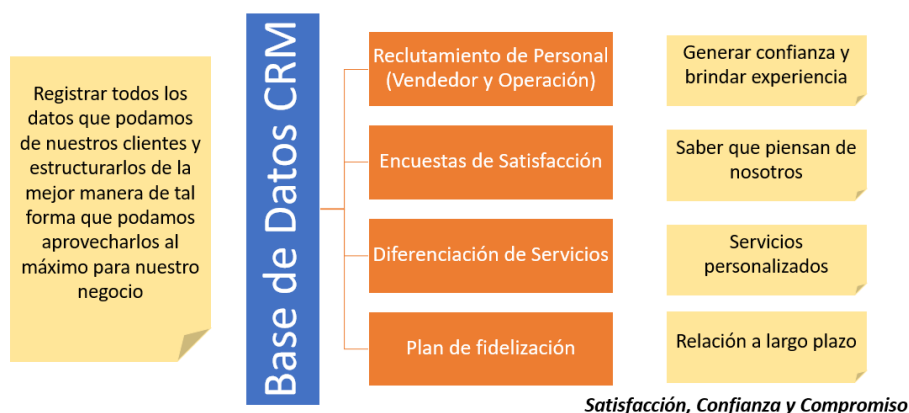 Registrar todos los
datos que podamos
de nuestros clientes y
estructurarlos de la
mejor manera de tal
forma que podamos
aprovecharlos al
máximo para nuestro
negocio
Base de Datos CRM
Reclutamiento de Personal
(Vendedor y Operación)
Generar confianza y
brindar experiencia
Encuestas de Satisfacción
Saber que piensan de
nosotros
Diferenciación de Servicios
Servicios
personalizados
Plan de fidelización
Relación a largo plazo
Satisfacción, Confianza y Compromiso